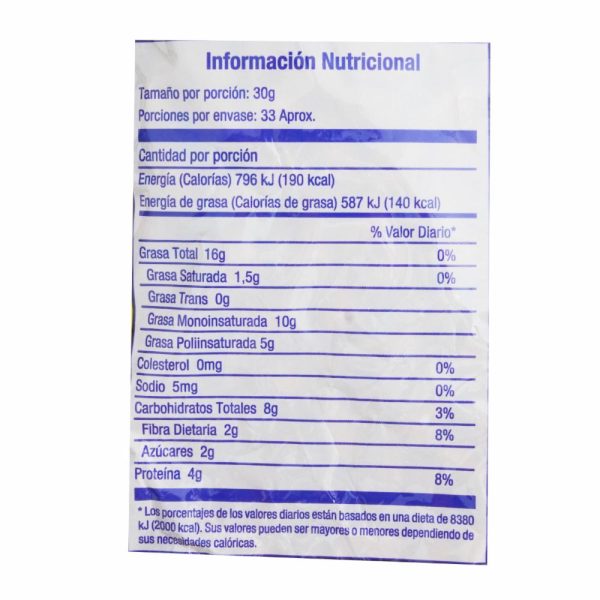 Información Nutricional
Tamaño por porción: 30g
Porciones por envase: 33 Aprox.
Cantidad por porción
Energía (Calorías) 796 kJ (190 kcal)
Energía de grasa (Calorías de grasa) 587 kJ (140 kcal)
% Valor Diario*
Grasa Total 16g 0%
Grasa Saturada 1,5g 0%
Grasa Trans 0g
Grasa Monoinsaturada 10g
Grasa Poliinsaturada 5g
Colesterol 0mg 0%
Sodio 5mg 0%
Carbohidratos Totales 8g 3%
Fibra Dietaria 2g 8%
Azúcares 2g
Proteína 4g 8%
* Los porcentajes de los valores diarios están basados en una dieta de 8380
kJ (2000 kcal). Sus valores pueden ser mayores o menores dependiendo de
sus necesidades calóricas.